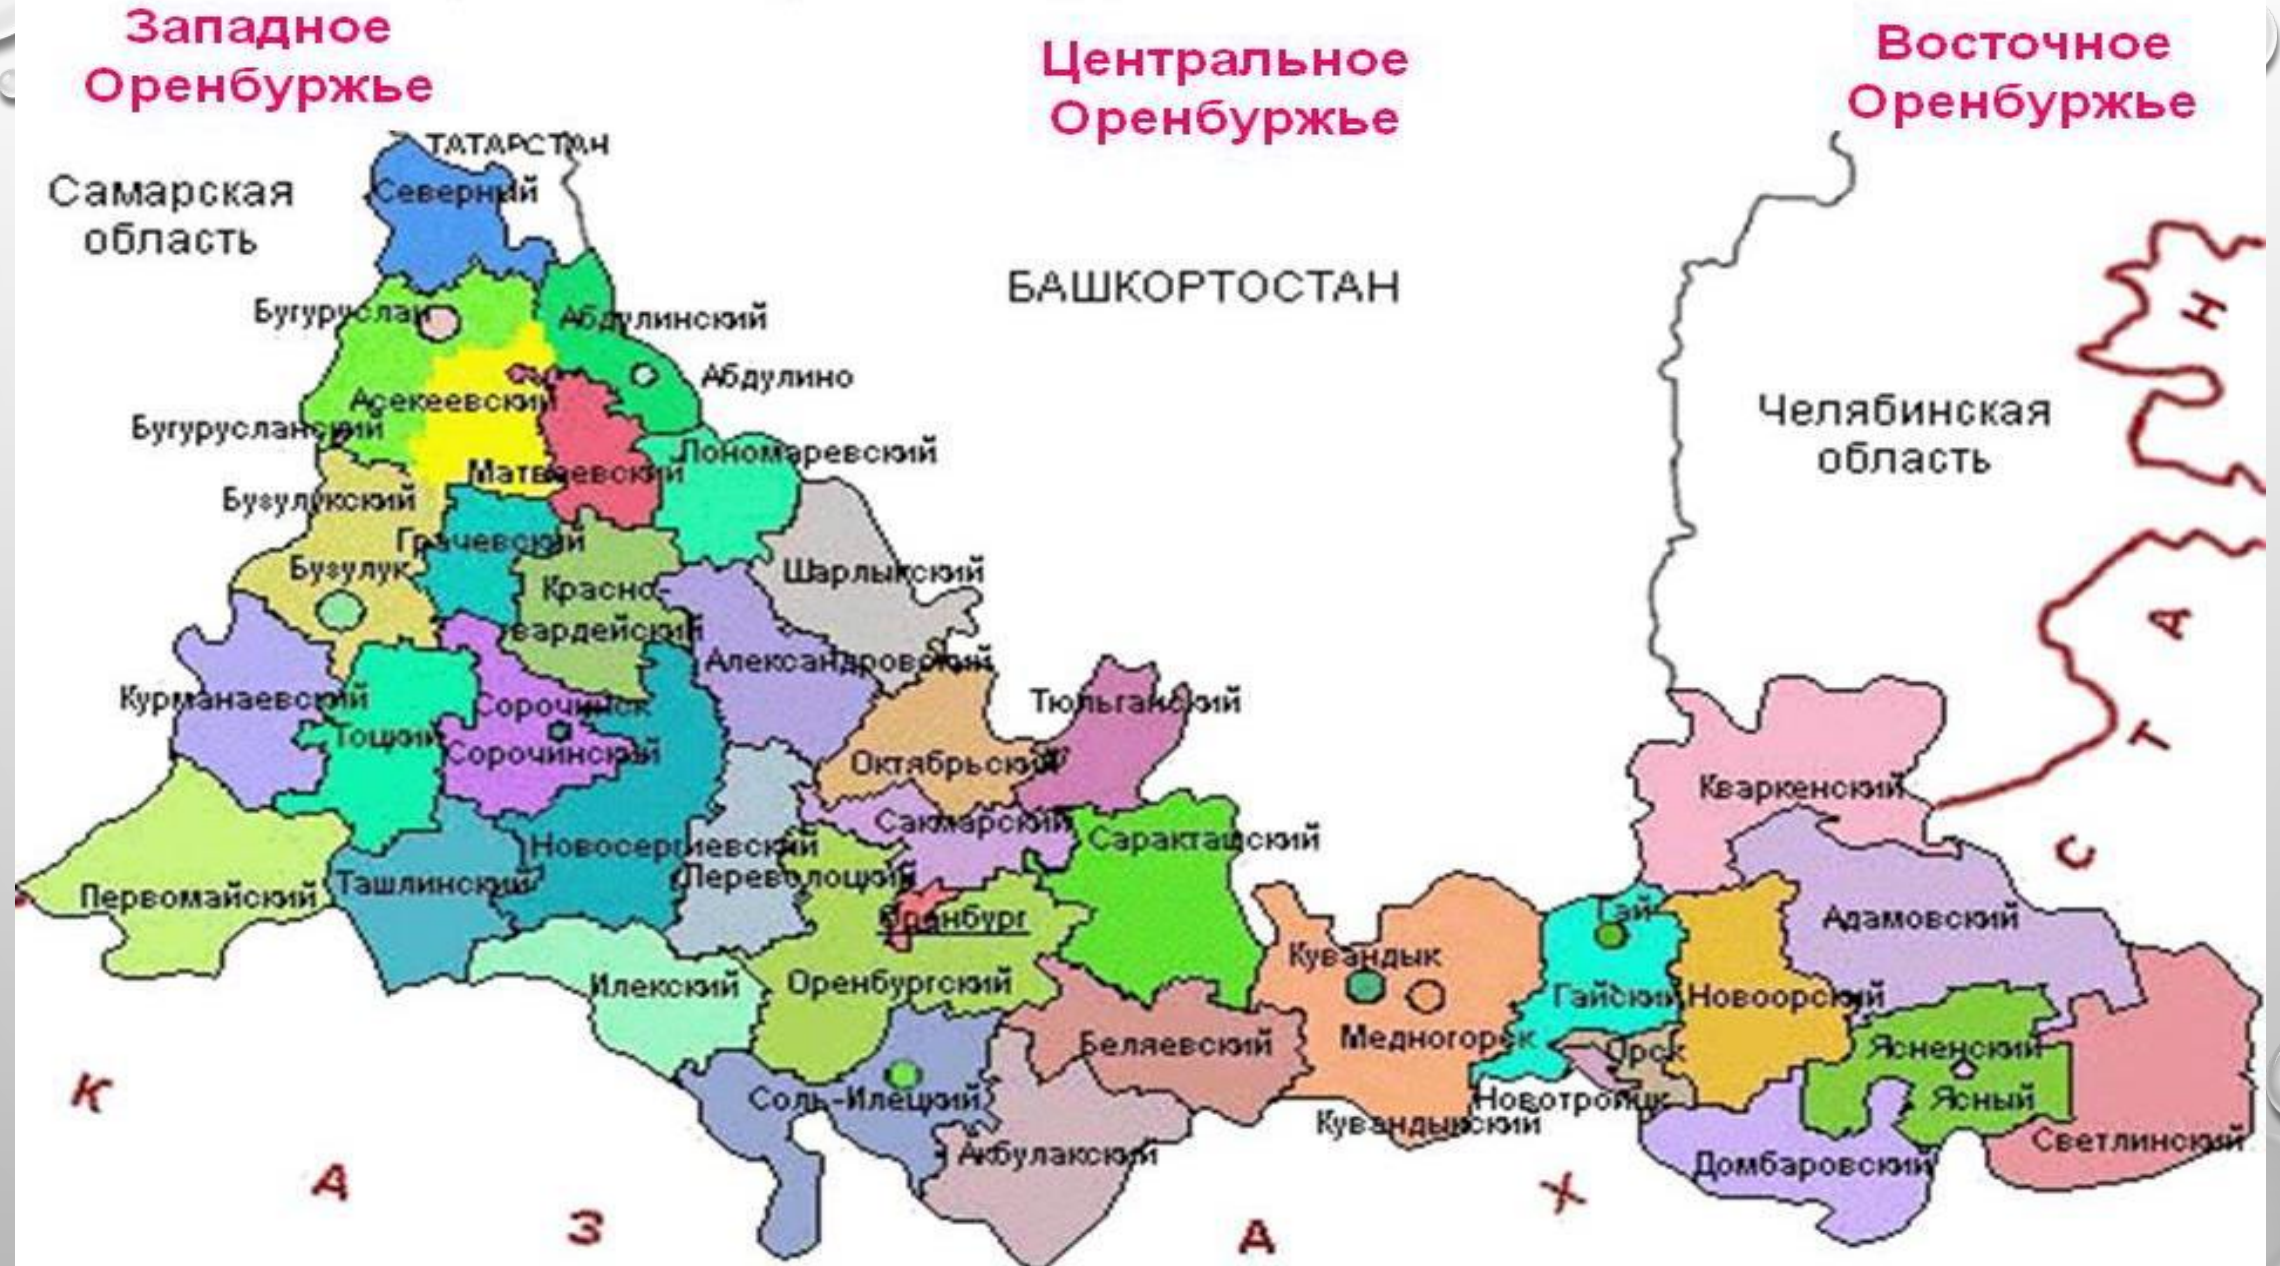 Западное
Оренбуржье
Центральное
Оренбуржье
Восточное
Оренбуржье
ТАТАРСТАН
Самарская
область
Северный
БАШКОРТОСТАН
Бугуруслан
Абдулинский
Абдулино
Асекеевский
Бугурусланский
Челябинская
область
Матвеевский
Пономаревский
Бузулукский
Грачевский
Бузулук
Шарлыкский
Красно-
гвардейский
Александровский
Курманаевский
Сорочинск
Тюльганский
Тоцкий
Сорочинский
Октябрьский
Кваркенский
Сакмарский
Саракташский
Новосергиевский
Переволоцкий
Первомайский
Ташлинский
Оренбург
Гай
Адамовский
Кувандык
Илекский
Оренбургский
Гайский
Новоорский
Беляевский
Медногорск
Орск
Ясненский
Соль-Илецкий
Новотроицк
Ясный
Кувандыкский
Акбулакский
Домбаровский
Светлинский
К А З А Х С Т А Н